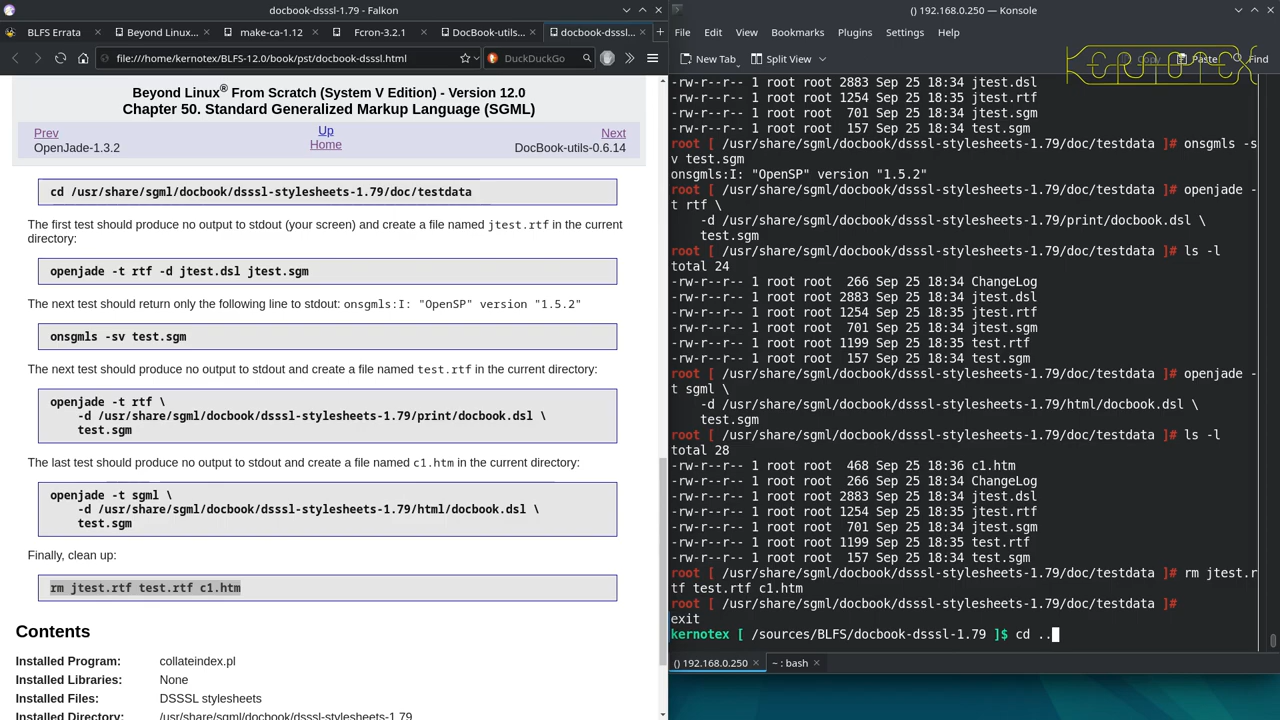 docbook-dsssl-1.79 - Falkon
BLFS Errata
Beyond Linux...
make-ca-1.12
Fcron-3.2.1
DocBook-utils...
docbook-dsssl...
file:///home/kernotex/BLFS-12.0/book/pst/docbook-dsssl.html
DuckDuckGo
Beyond Linux® From Scratch (System V Edition) - Version 12.0
Chapter 50. Standard Generalized Markup Language (SGML)
Prev Up Next
OpenJade-1.3.2 Home DocBook-utils-0.6.14
cd /usr/share/sgml/docbook/dsssl-stylesheets-1.79/doc/testdata
The first test should produce no output to stdout (your screen) and create a file named jtest.rtf in the current
directory:
openjade -t rtf -d jtest.dsl jtest.sgm
The next test should return only the following line to stdout: onsgmls:I: "OpenSP" version "1.5.2"
onsgmls -sv test.sgm
The next test should produce no output to stdout and create a file named test.rtf in the current directory:
openjade -t rtf \
-d /usr/share/sgml/docbook/dsssl-stylesheets-1.79/print/docbook.dsl \
test.sgm
The last test should produce no output to stdout and create a file named c1.htm in the current directory:
openjade -t sgml \
-d /usr/share/sgml/docbook/dsssl-stylesheets-1.79/html/docbook.dsl \
test.sgm
Finally, clean up:
rm jtest.rtf test.rtf c1.htm
Contents
Installed Program: collateindex.pl
Installed Libraries: None
Installed Files: DSSSL stylesheets
Installed Directory: /usr/share/sgml/docbook/dsssl-stylesheets-1.79
() 192.168.0.250 — Konsole
File Edit View Bookmarks Plugins Settings Help
New Tab Split View Copy Paste Find
KERNOTEX
-rw-r--r-- 1 root root 2883 Sep 25 18:34 jtest.dsl
-rw-r--r-- 1 root root 1254 Sep 25 18:35 jtest.rtf
-rw-r--r-- 1 root root 701 Sep 25 18:34 jtest.sgm
-rw-r--r-- 1 root root 157 Sep 25 18:34 test.sgm
root [ /usr/share/sgml/docbook/dsssl-stylesheets-1.79/doc/testdata ]# onsgmls -s
v test.sgm
onsgmls:I: "OpenSP" version "1.5.2"
root [ /usr/share/sgml/docbook/dsssl-stylesheets-1.79/doc/testdata ]# openjade -
t rtf \
-d /usr/share/sgml/docbook/dsssl-stylesheets-1.79/print/docbook.dsl \
test.sgm
root [ /usr/share/sgml/docbook/dsssl-stylesheets-1.79/doc/testdata ]# ls -l
total 24
-rw-r--r-- 1 root root 266 Sep 25 18:34 ChangeLog
-rw-r--r-- 1 root root 2883 Sep 25 18:34 jtest.dsl
-rw-r--r-- 1 root root 1254 Sep 25 18:35 jtest.rtf
-rw-r--r-- 1 root root 701 Sep 25 18:34 jtest.sgm
-rw-r--r-- 1 root root 1199 Sep 25 18:35 test.rtf
-rw-r--r-- 1 root root 157 Sep 25 18:34 test.sgm
root [ /usr/share/sgml/docbook/dsssl-stylesheets-1.79/doc/testdata ]# openjade -
t sgml \
-d /usr/share/sgml/docbook/dsssl-stylesheets-1.79/html/docbook.dsl \
test.sgm
root [ /usr/share/sgml/docbook/dsssl-stylesheets-1.79/doc/testdata ]# ls -l
total 28
-rw-r--r-- 1 root root 468 Sep 25 18:36 c1.htm
-rw-r--r-- 1 root root 266 Sep 25 18:34 ChangeLog
-rw-r--r-- 1 root root 2883 Sep 25 18:34 jtest.dsl
-rw-r--r-- 1 root root 1254 Sep 25 18:35 jtest.rtf
-rw-r--r-- 1 root root 701 Sep 25 18:34 jtest.sgm
-rw-r--r-- 1 root root 1199 Sep 25 18:35 test.rtf
-rw-r--r-- 1 root root 157 Sep 25 18:34 test.sgm
root [ /usr/share/sgml/docbook/dsssl-stylesheets-1.79/doc/testdata ]# rm jtest.r
tf test.rtf c1.htm
root [ /usr/share/sgml/docbook/dsssl-stylesheets-1.79/doc/testdata ]#
exit
kernotex [ /sources/BLFS/docbook-dsssl-1.79 ]$ cd ..
() 192.168.0.250
~ : bash